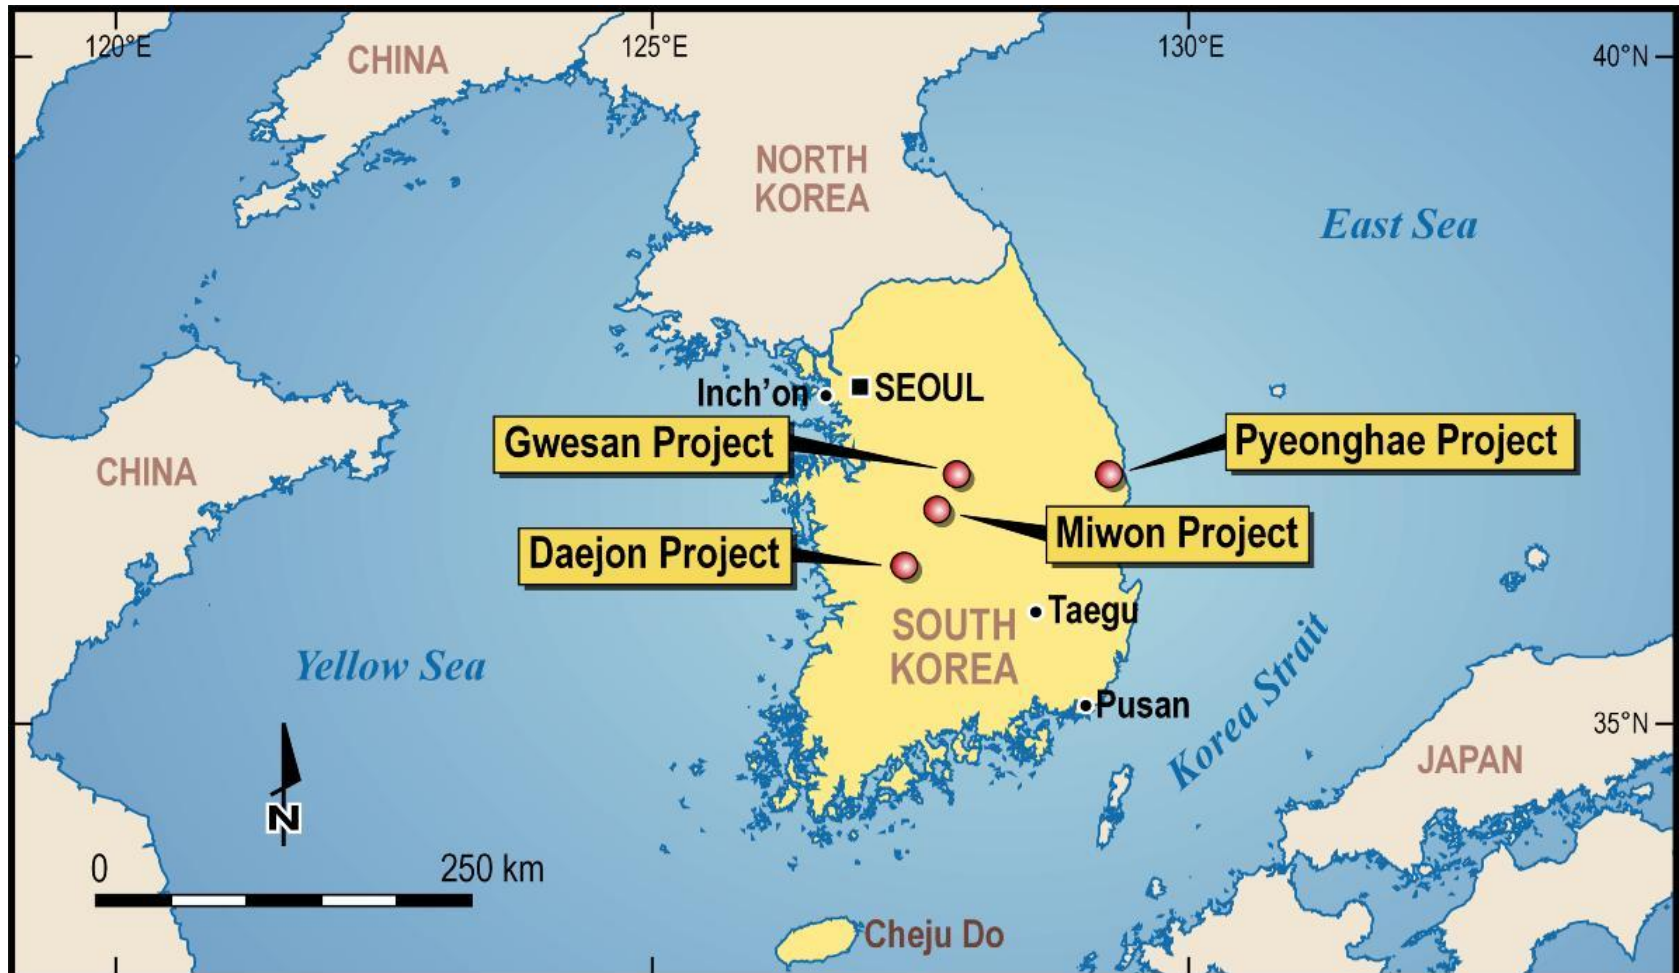 120°E
125°E
130°E
40°N
CHINA
NORTH
KOREA
East Sea
Inch'on
SEOUL
Gwesan Project
Pyeonghae Project
CHINA
Miwon Project
Daejon Project
Taegu
SOUTH
KOREA
Yellow Sea
Korea Strait
Pusan
35°N
JAPAN
N
0
250 km
Cheju Do